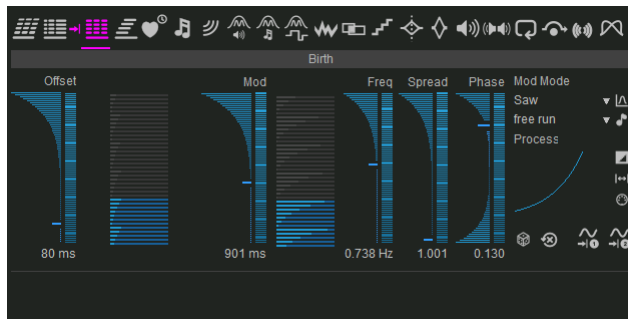 Birth
Offset Mod Freq Spread Phase Mod Mode
Saw
free run
Process
80 ms 901 ms 0.738 Hz 1.001 0.130